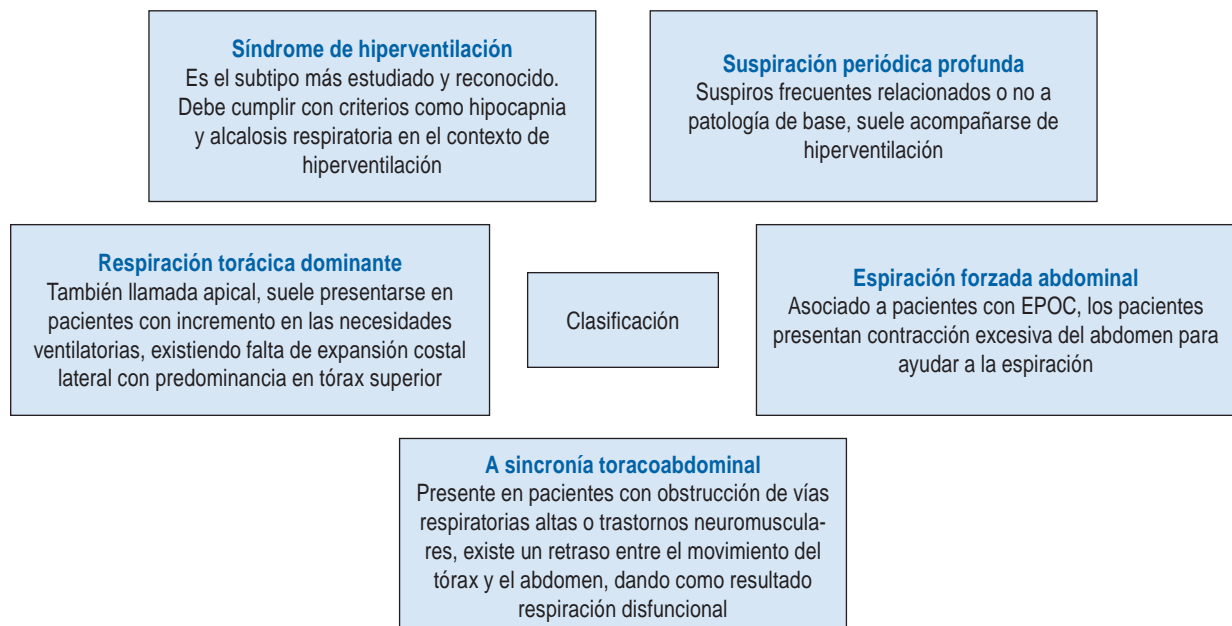 Síndrome de hiperventilación
Es el subtipo más estudiado y reconocido.
Debe cumplir con criterios como hipocapnia
y alcalosis respiratoria en el contexto de
hiperventilación
Suspiración periódica profunda
Suspiros frecuentes relacionados o no a
patología de base, suele acompañarse de
hiperventilación
Respiración torácica dominante
También llamada apical, suele presentarse en
pacientes con incremento en las necesidades
ventilatorias, existiendo falta de expansión costal
lateral con predominancia en tórax superior
Clasificación
Espiración forzada abdominal
Asociado a pacientes con EPOC, los pacientes
presentan contracción excesiva del abdomen para
ayudar a la espiración
A sincronía toracoabdominal
Presente en pacientes con obstrucción de vías
respiratorias altas o trastornos neuromuscula-
res, existe un retraso entre el movimiento del
tórax y el abdomen, dando como resultado
respiración disfuncional